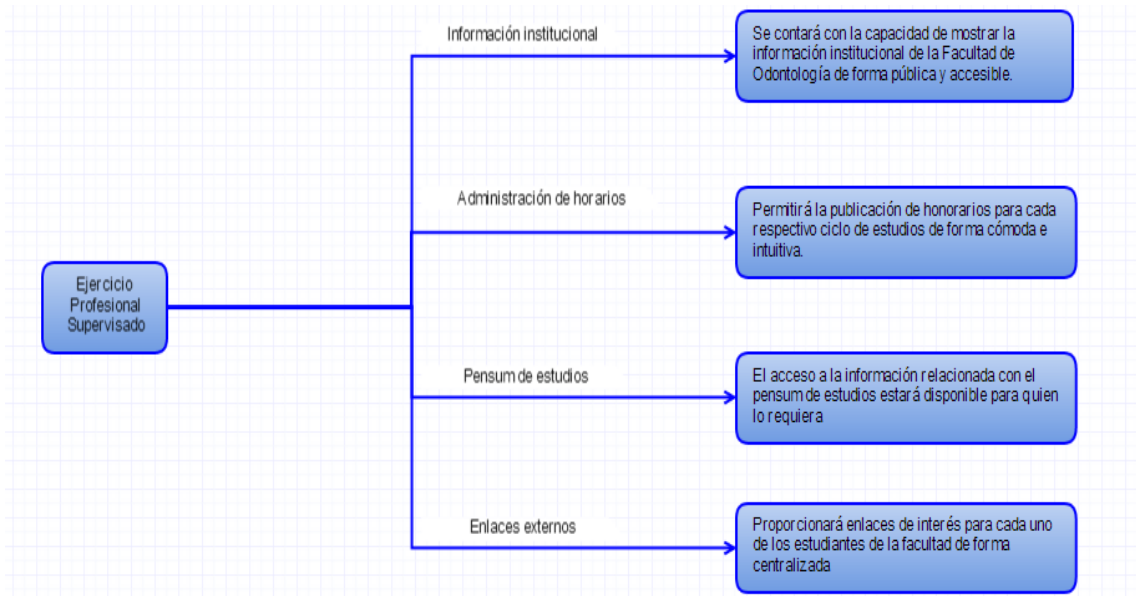 Información institucional
Se contará con la capacidad de mostrar la
información institucional de la Facultad de
Odontología de forma pública y accesible.
Administración de horarios
Permitirá la publicación de honorarios para cada
respectivo ciclo de estudios de forma cómoda e
intuitiva.
Ejercicio
Profesional
Supervisado
Pensum de estudios
El acceso a la información relacionada con el
pensum de estudios estará disponible para quien
lo requiera
Enlaces externos
Proporcionará enlaces de interés para cada uno
de los estudiantes de la facultad de forma
centralizada